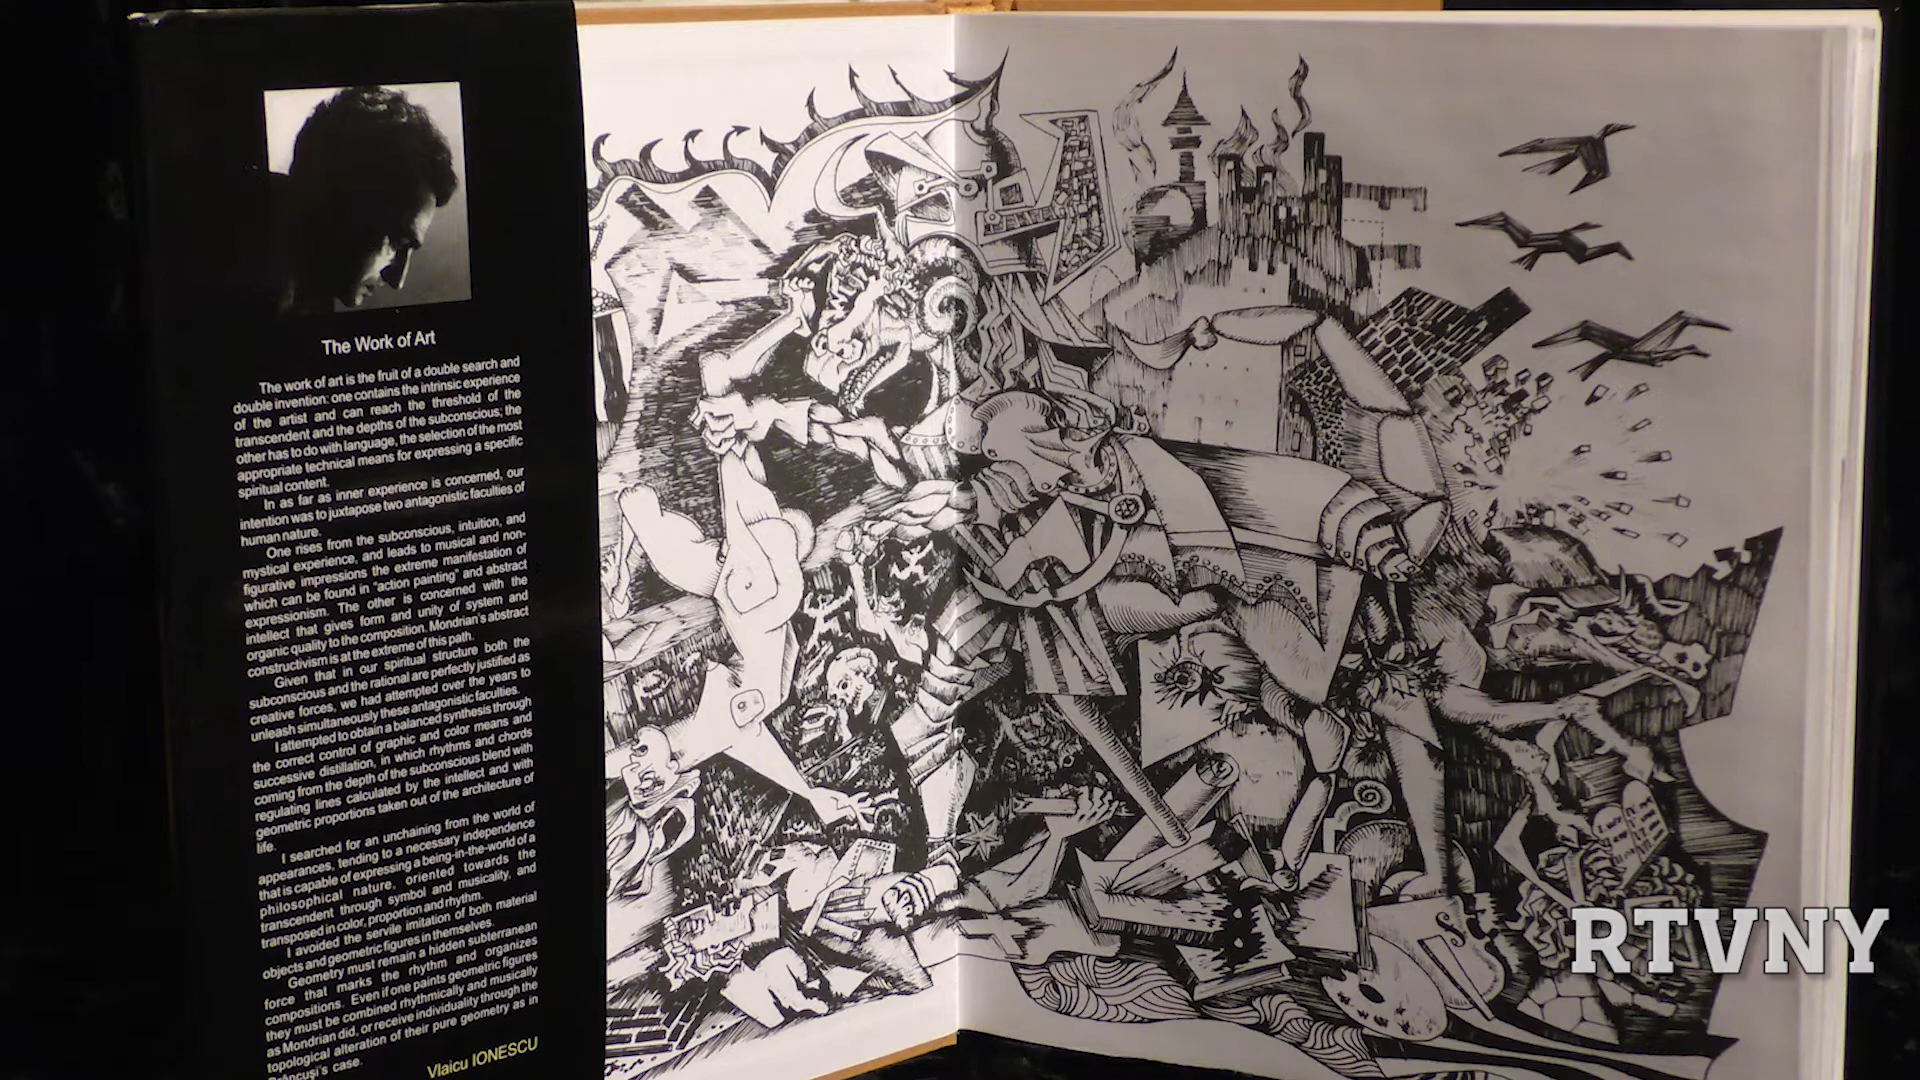 The Work of Art
The work of art is the fruit of a double search and
double invention: one contains the intrinsic experience
of the artist and can reach the threshold of the
transcendent and the depths of the subconscious; the
other has to do with language, the selection of the most
appropriate technical means for expressing a specific
spiritual content.
In as far as inner experience is concerned, our
intention was to juxtapose two antagonistic faculties of
human nature.
One rises from the subconscious, intuition, and
mystical experience, and leads to musical and non-
figurative impressions the extreme manifestation of
which can be found in "action painting" and abstract
expressionism. The other is concerned with the
intellect that gives form and unity of system and
organic quality to the composition. Mondrian's abstract
constructivism is at the extreme of this path.
Given that in our spiritual structure both the
subconscious and the rational are perfectly justified as
creative forces, we had attempted over the years to
unleash simultaneously these antagonistic faculties.
I attempted to obtain a balanced synthesis through
the correct control of graphic and color means and
successive distillation, in which rhythms and chords
coming from the depth of the subconscious blend with
regulating lines calculated by the intellect and with
geometric proportions taken out of the architecture of
life.
I searched for an unchaining from the world of
appearances, tending to a necessary independence
that is capable of expressing a being-in-the-world of a
philosophical nature, oriented towards the
transcendent through symbol and musicality, and
transposed in color, proportion and rhythm.
I avoided the servile imitation of both material
objects and geometric figures in themselves.
Geometry must remain a hidden subterranean
force that marks the rhythm and organizes
compositions. Even if one paints geometric figures
they must be combined rhythmically and musically
as Mondrian did, or receive individuality through the
topological alteration of their pure geometry as in
Brâncuşi's case.
Vlaicu IONESCU
RTVNY